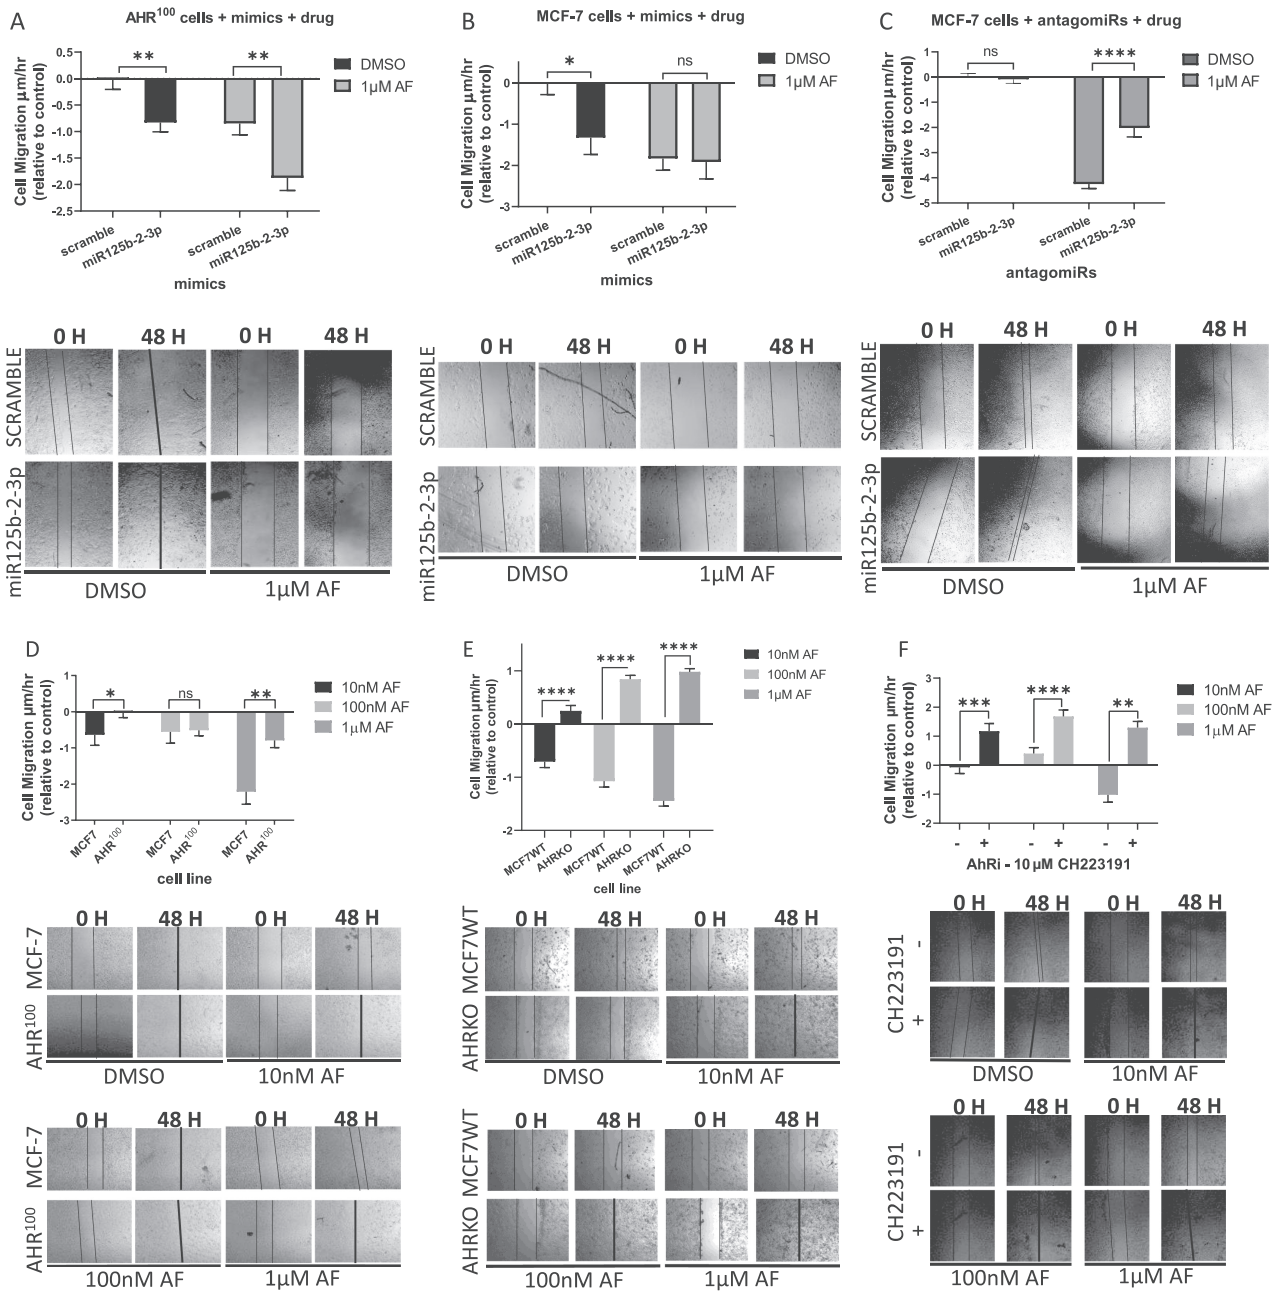 A
AHR¹⁰⁰ cells + mimics + drug
Cell Migration μm/hr
(relative to control)
0.5
0.0
-0.5
-1.0
-1.5
-2.0
-2.5
**
**
DMSO
1μM AF
scramble
miR125b-2-3p
scramble
miR125b-2-3p
mimics
B
MCF-7 cells + mimics + drug
Cell Migration μm/hr
(relative to control)
0
-1
-2
-3
*
ns
DMSO
1μM AF
scramble
miR125b-2-3p
scramble
miR125b-2-3p
mimics
C
MCF-7 cells + antagomiRs + drug
Cell Migration μm/hr
(relative to control)
1
0
-1
-2
-3
-4
-5
ns
****
DMSO
1μM AF
scramble
miR125b-2-3p
scramble
miR125b-2-3p
antagomiRs
0 H 48 H 0 H 48 H
SCRAMBLE
miR125b-2-3p
DMSO 1μM AF
0 H 48 H 0 H 48 H
SCRAMBLE
miR125b-2-3p
DMSO 1μM AF
0 H 48 H 0 H 48 H
SCRAMBLE
miR125b-2-3p
DMSO 1μM AF
D
Cell Migration μm/hr
(relative to control)
1
0
-1
-2
-3
*
ns
**
10nM AF
100nM AF
1μM AF
MCF7
AHR¹⁰⁰
MCF7
AHR¹⁰⁰
MCF7
AHR¹⁰⁰
cell line
E
Cell Migration μm/hr
(relative to control)
1
0
-1
-2
****
****
****
10nM AF
100nM AF
1μM AF
MCF7WT
AHRKO
MCF7WT
AHRKO
MCF7WT
AHRKO
cell line
F
Cell Migration μm/hr
(relative to control)
3
2
1
0
-1
-2
***
****
**
10nM AF
100nM AF
1μM AF
- + - + - +
AhRi - 10 μM CH223191
0 H 48 H 0 H 48 H
MCF-7
AHR¹⁰⁰
DMSO 10nM AF
0 H 48 H 0 H 48 H
MCF-7
AHR¹⁰⁰
100nM AF 1μM AF
0 H 48 H 0 H 48 H
MCF7WT
AHRKO
DMSO 10nM AF
0 H 48 H 0 H 48 H
MCF7WT
AHRKO
100nM AF 1μM AF
0 H 48 H 0 H 48 H
CH223191
-
+
DMSO 10nM AF
0 H 48 H 0 H 48 H
CH223191
-
+
100nM AF 1μM AF